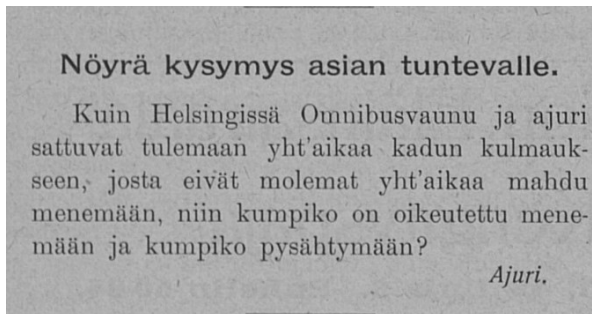 Nöyrä kysymys asian tuntevalle.
Kuin Helsingissä Omnibusvaunu ja ajuri
sattuvat tulemaan yht'aikaa kadun kulmauk-
seen, josta eivät molemat yht'aikaa mahdu
menemään, niin kumpiko on oikeutettu mene-
mään ja kumpiko pysähtymään?
Ajuri.